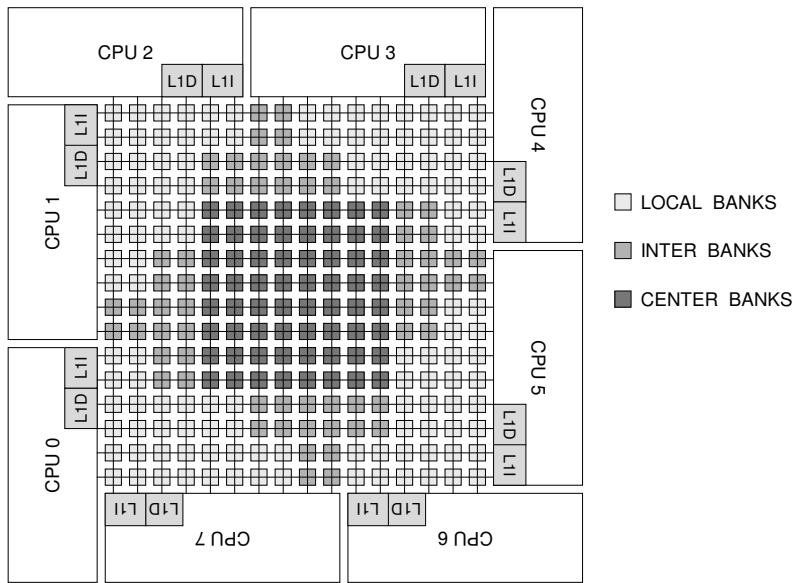 CPU 2
L1D
L1I
CPU 3
L1D
L1I
CPU 4
L1D
L1I
CPU 1
L1I
L1D
LOCAL BANKS
INTER BANKS
CENTER BANKS
CPU 0
L1I
L1D
CPU 5
L1D
L1I
L1I
L1D
CPU 7
L1I
L1D
CPU 6